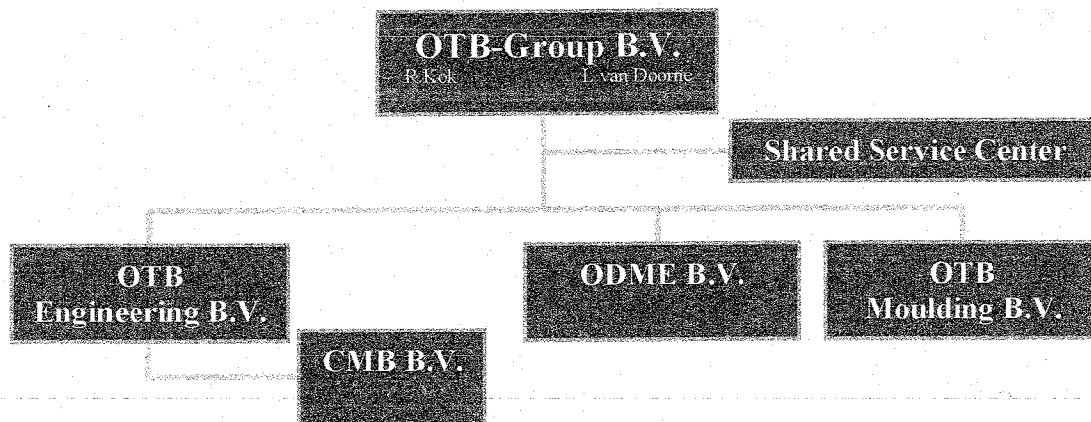 OTB-Group B.V.
R.Kok L. van Doorne
Shared Service Center
OTB
Engineering B.V.
ODME B.V.
OTB
Moulding B.V.
CMB B.V.